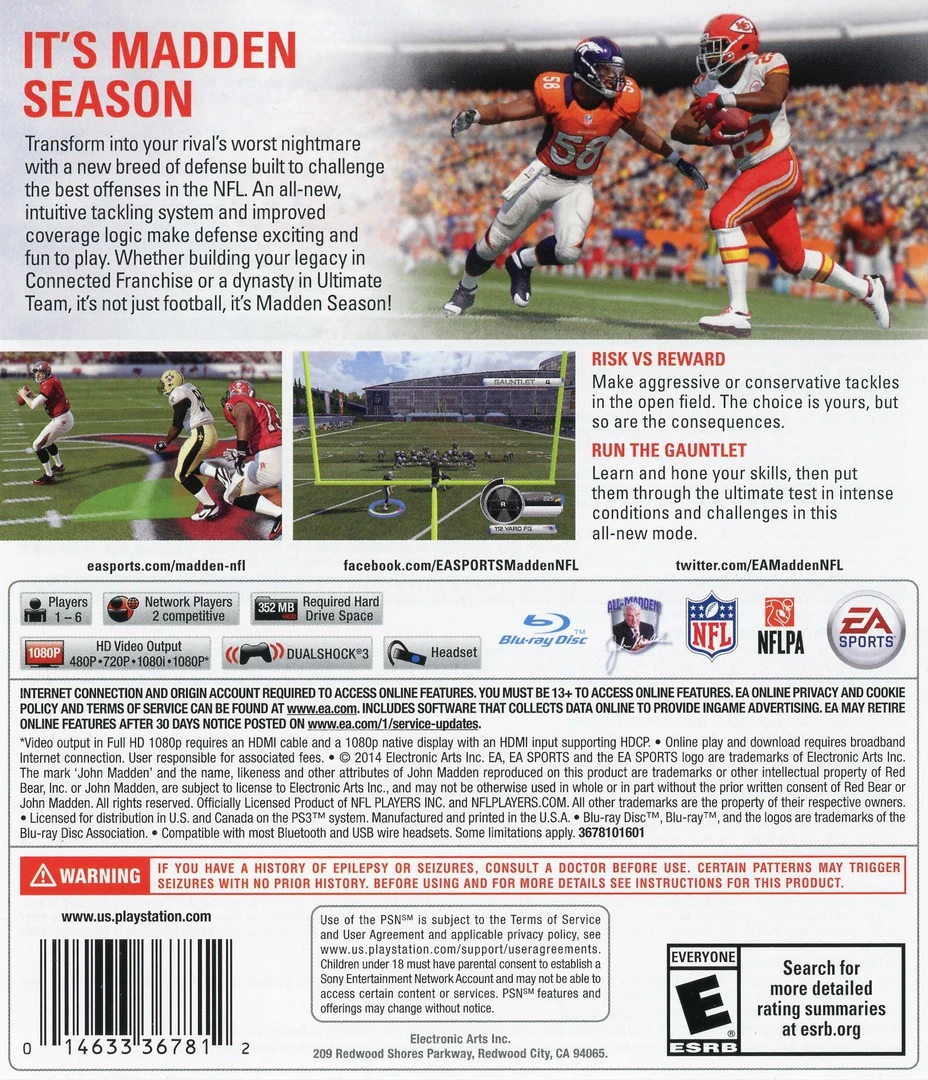 IT'S MADDEN
SEASON
Transform into your rival's worst nightmare
with a new breed of defense built to challenge
the best offenses in the NFL. An all-new,
intuitive tackling system and improved
coverage logic make defense exciting and
fun to play. Whether building your legacy in
Connected Franchise or a dynasty in Ultimate
Team, it's not just football, it's Madden Season!
58
58
25
GAUNTLET 4
112 YARD FG
RISK VS REWARD
Make aggressive or conservative tackles
in the open field. The choice is yours, but
so are the consequences.
RUN THE GAUNTLET
Learn and hone your skills, then put
them through the ultimate test in intense
conditions and challenges in this
all-new mode.
easports.com/madden-nfl facebook.com/EASPORTSMaddenNFL twitter.com/EAMaddenNFL
Players
1 – 6
Network Players
2 competitive
352 MB
HDD
Required Hard
Drive Space
1080P
HD Video Output
480P•720P•1080i•1080P*
DUALSHOCK®3
Headset
Blu-ray Disc™
ALL-MADDEN
NFL
NFLPA
EA
SPORTS™
INTERNET CONNECTION AND ORIGIN ACCOUNT REQUIRED TO ACCESS ONLINE FEATURES. YOU MUST BE 13+ TO ACCESS ONLINE FEATURES. EA ONLINE PRIVACY AND COOKIE
POLICY AND TERMS OF SERVICE CAN BE FOUND AT www.ea.com. INCLUDES SOFTWARE THAT COLLECTS DATA ONLINE TO PROVIDE INGAME ADVERTISING. EA MAY RETIRE
ONLINE FEATURES AFTER 30 DAYS NOTICE POSTED ON www.ea.com/1/service-updates.
*Video output in Full HD 1080p requires an HDMI cable and a 1080p native display with an HDMI input supporting HDCP. • Online play and download requires broadband
Internet connection. User responsible for associated fees. • © 2014 Electronic Arts Inc. EA, EA SPORTS and the EA SPORTS logo are trademarks of Electronic Arts Inc.
The mark 'John Madden' and the name, likeness and other attributes of John Madden reproduced on this product are trademarks or other intellectual property of Red
Bear, Inc. or John Madden, are subject to license to Electronic Arts Inc., and may not be otherwise used in whole or in part without the prior written consent of Red Bear or
John Madden. All rights reserved. Officially Licensed Product of NFL PLAYERS INC. and NFLPLAYERS.COM. All other trademarks are the property of their respective owners.
• Licensed for distribution in U.S. and Canada on the PS3™ system. Manufactured and printed in the U.S.A. • Blu-ray Disc™, Blu-ray™, and the logos are trademarks of the
Blu-ray Disc Association. • Compatible with most Bluetooth and USB wire headsets. Some limitations apply. 3678101601
WARNING
IF YOU HAVE A HISTORY OF EPILEPSY OR SEIZURES, CONSULT A DOCTOR BEFORE USE. CERTAIN PATTERNS MAY TRIGGER
SEIZURES WITH NO PRIOR HISTORY. BEFORE USING AND FOR MORE DETAILS SEE INSTRUCTIONS FOR THIS PRODUCT.
www.us.playstation.com
0 14633 36781 2
Use of the PSN℠ is subject to the Terms of Service
and User Agreement and applicable privacy policy, see
www.us.playstation.com/support/useragreements.
Children under 18 must have parental consent to establish a
Sony Entertainment Network Account and may not be able to
access certain content or services. PSN℠ features and
offerings may change without notice.
Electronic Arts Inc.
209 Redwood Shores Parkway, Redwood City, CA 94065.
EVERYONE
E
®
ESRB
Search for
more detailed
rating summaries
at esrb.org